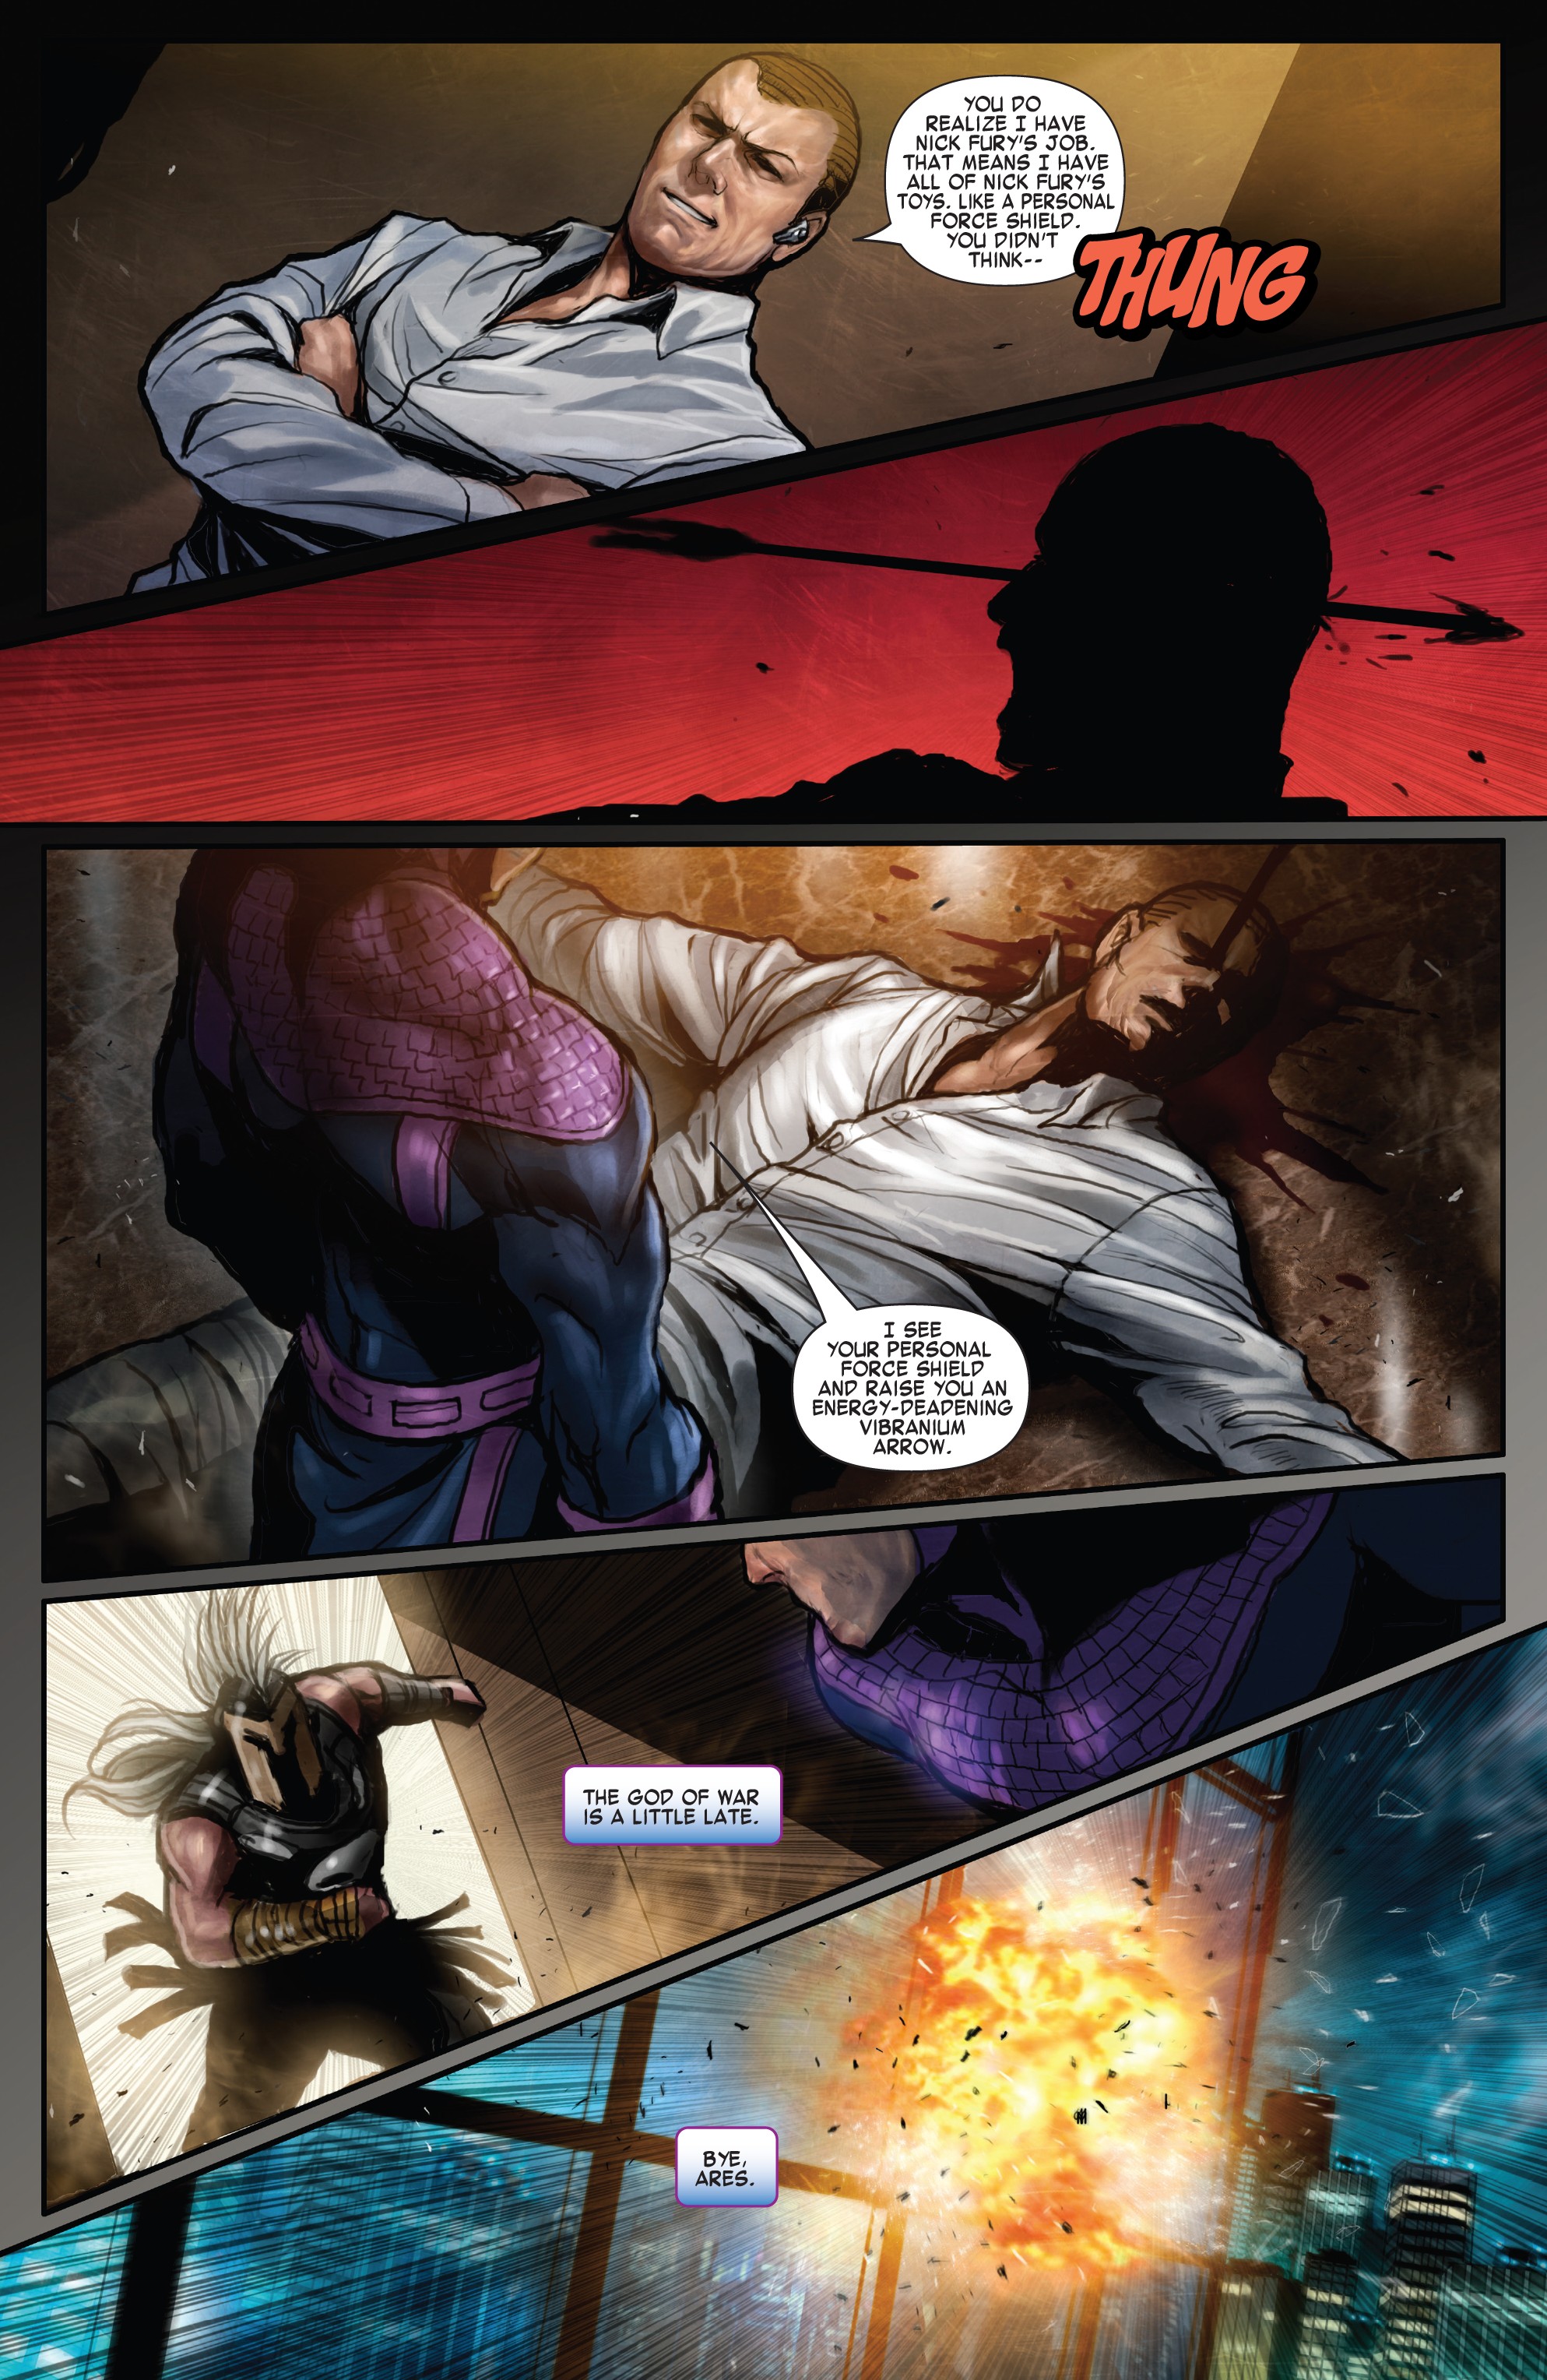 YOU DO
REALIZE I HAVE
NICK FURY'S JOB.
THAT MEANS I HAVE
ALL OF NICK FURY'S
TOYS. LIKE A PERSONAL
FORCE SHIELD.
YOU DIDN'T
THINK--
THUNG
I SEE
YOUR PERSONAL
FORCE SHIELD
AND RAISE YOU AN
ENERGY-DEADENING
VIBRANIUM
ARROW.
THE GOD OF WAR
IS A LITTLE LATE.
BYE,
ARES.